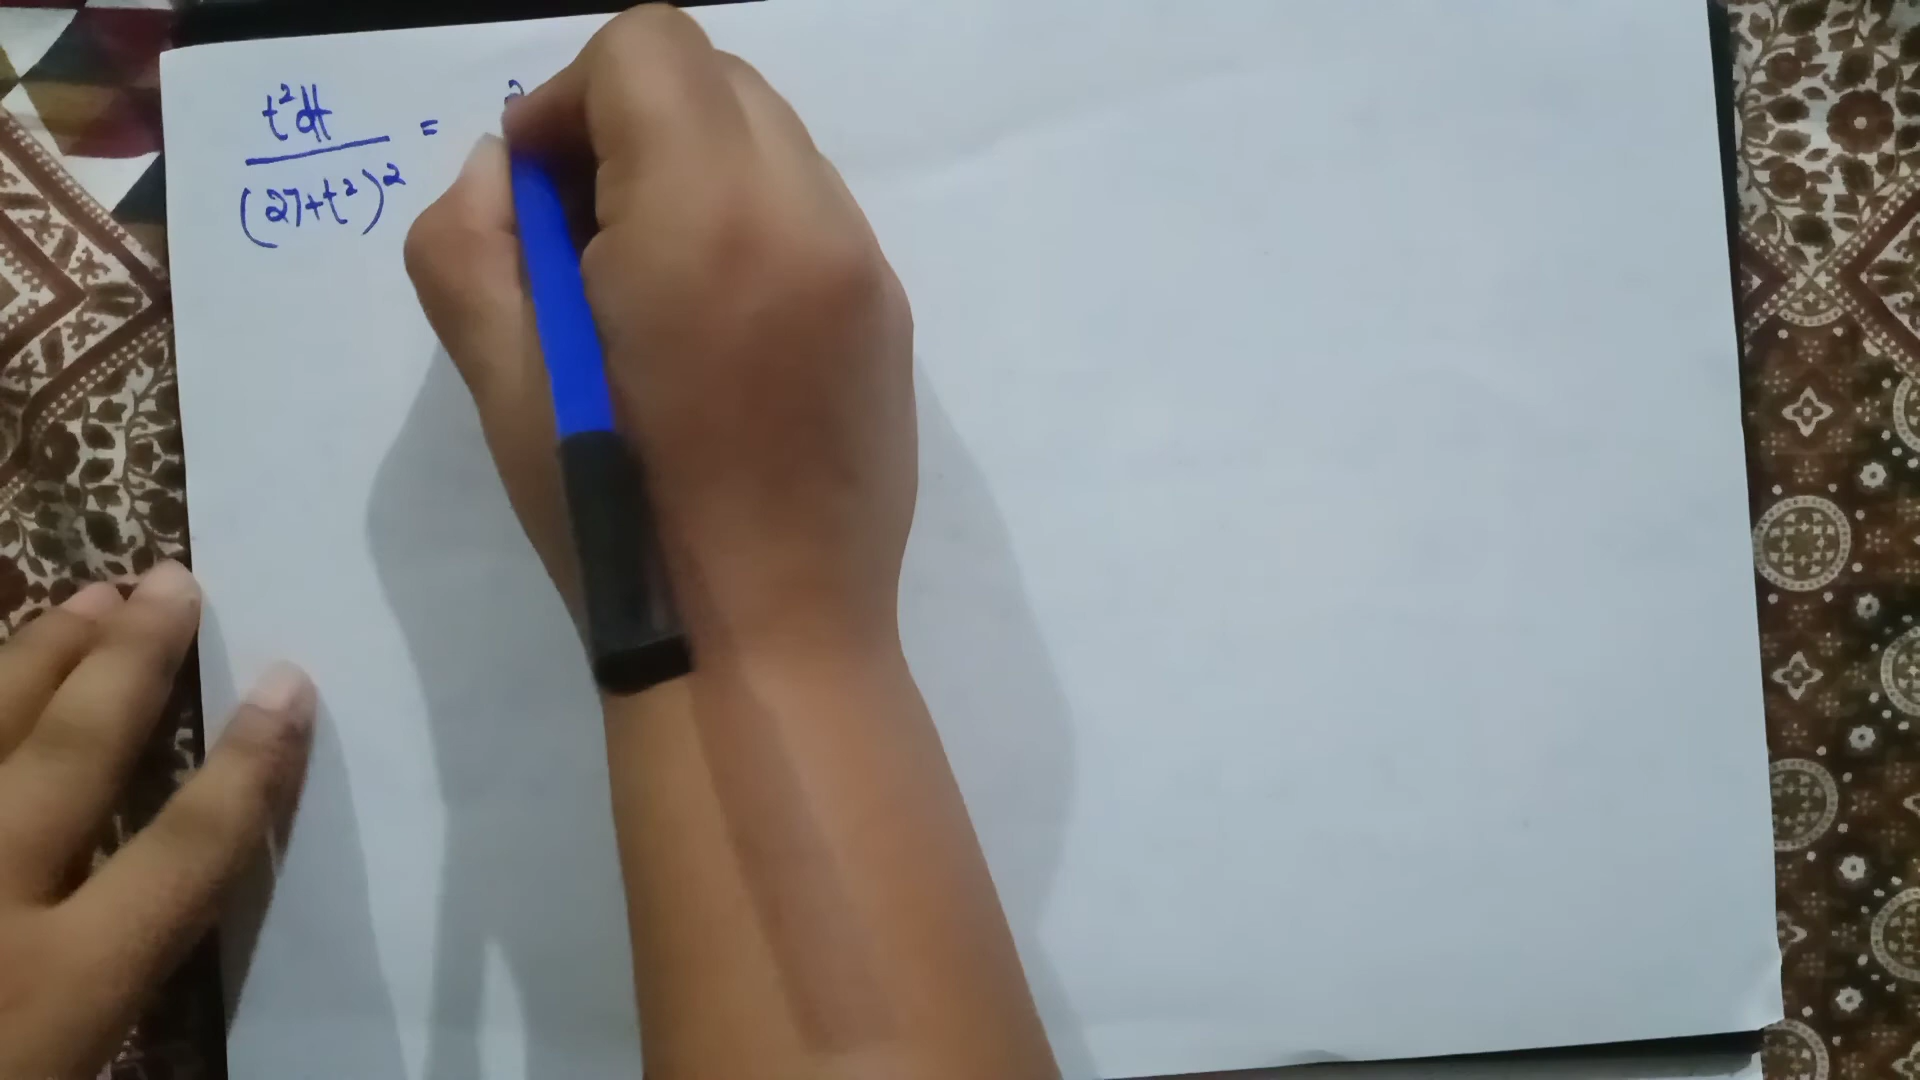 t²dt
─── =
(27+t²)²